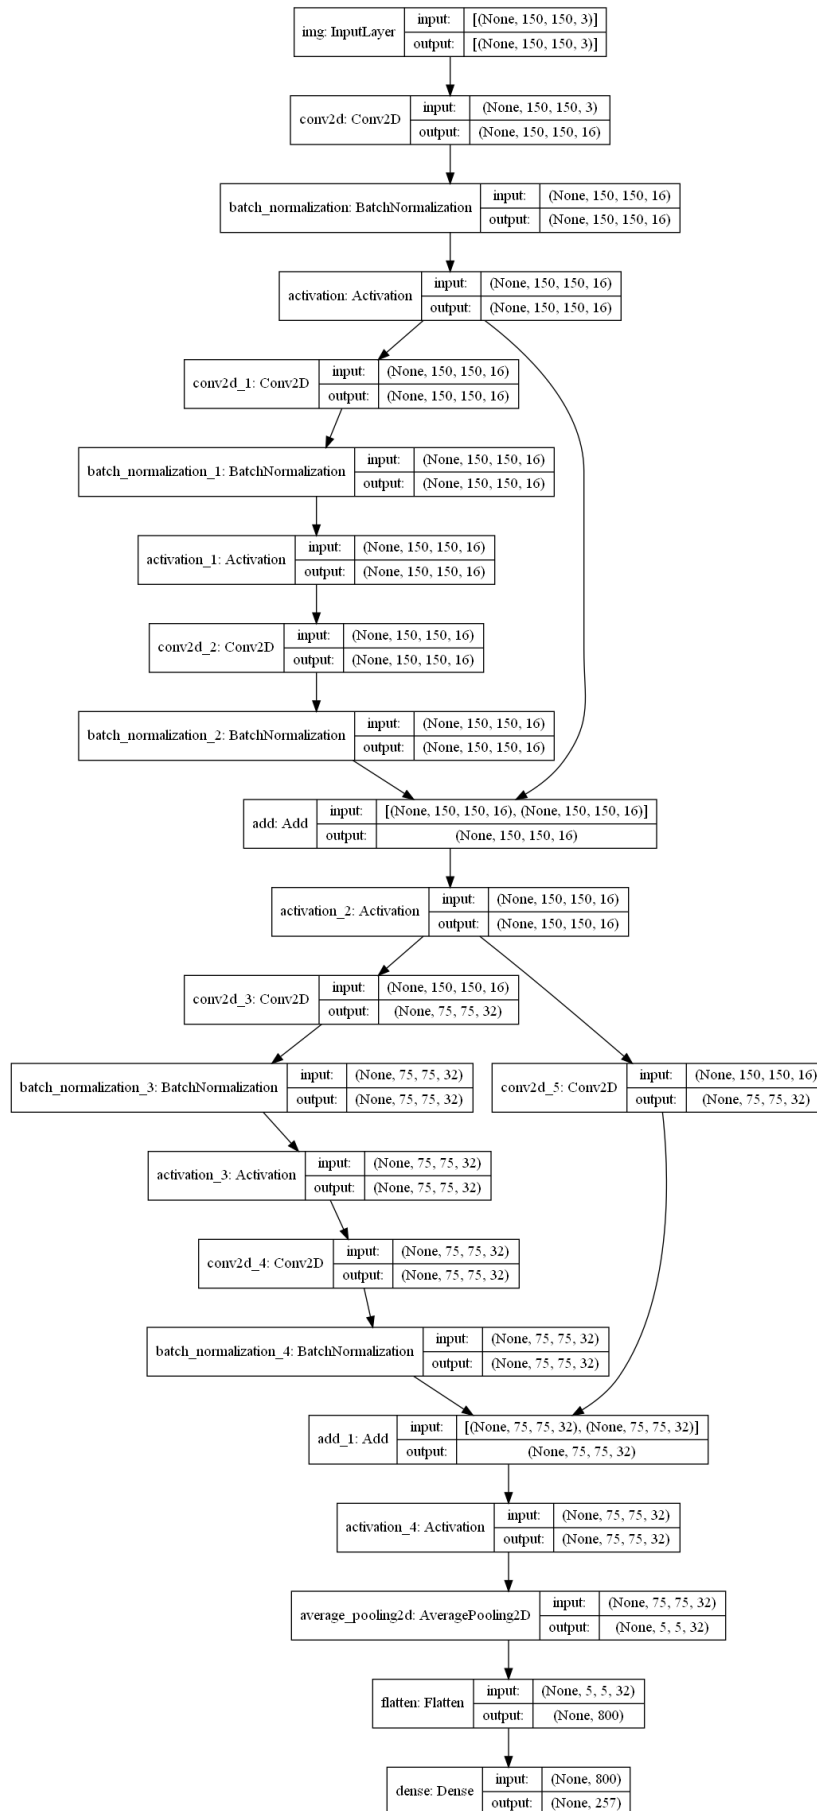 img: InputLayer input: [(None, 150, 150, 3)]
output: [(None, 150, 150, 3)]
conv2d: Conv2D input: (None, 150, 150, 3)
output: (None, 150, 150, 16)
batch_normalization: BatchNormalization input: (None, 150, 150, 16)
output: (None, 150, 150, 16)
activation: Activation input: (None, 150, 150, 16)
output: (None, 150, 150, 16)
conv2d_1: Conv2D input: (None, 150, 150, 16)
output: (None, 150, 150, 16)
batch_normalization_1: BatchNormalization input: (None, 150, 150, 16)
output: (None, 150, 150, 16)
activation_1: Activation input: (None, 150, 150, 16)
output: (None, 150, 150, 16)
conv2d_2: Conv2D input: (None, 150, 150, 16)
output: (None, 150, 150, 16)
batch_normalization_2: BatchNormalization input: (None, 150, 150, 16)
output: (None, 150, 150, 16)
add: Add input: [(None, 150, 150, 16), (None, 150, 150, 16)]
output: (None, 150, 150, 16)
activation_2: Activation input: (None, 150, 150, 16)
output: (None, 150, 150, 16)
conv2d_3: Conv2D input: (None, 150, 150, 16)
output: (None, 75, 75, 32)
batch_normalization_3: BatchNormalization input: (None, 75, 75, 32)
output: (None, 75, 75, 32)
conv2d_5: Conv2D input: (None, 150, 150, 16)
output: (None, 75, 75, 32)
activation_3: Activation input: (None, 75, 75, 32)
output: (None, 75, 75, 32)
conv2d_4: Conv2D input: (None, 75, 75, 32)
output: (None, 75, 75, 32)
batch_normalization_4: BatchNormalization input: (None, 75, 75, 32)
output: (None, 75, 75, 32)
add_1: Add input: [(None, 75, 75, 32), (None, 75, 75, 32)]
output: (None, 75, 75, 32)
activation_4: Activation input: (None, 75, 75, 32)
output: (None, 75, 75, 32)
average_pooling2d: AveragePooling2D input: (None, 75, 75, 32)
output: (None, 5, 5, 32)
flatten: Flatten input: (None, 5, 5, 32)
output: (None, 800)
dense: Dense input: (None, 800)
output: (None, 257)